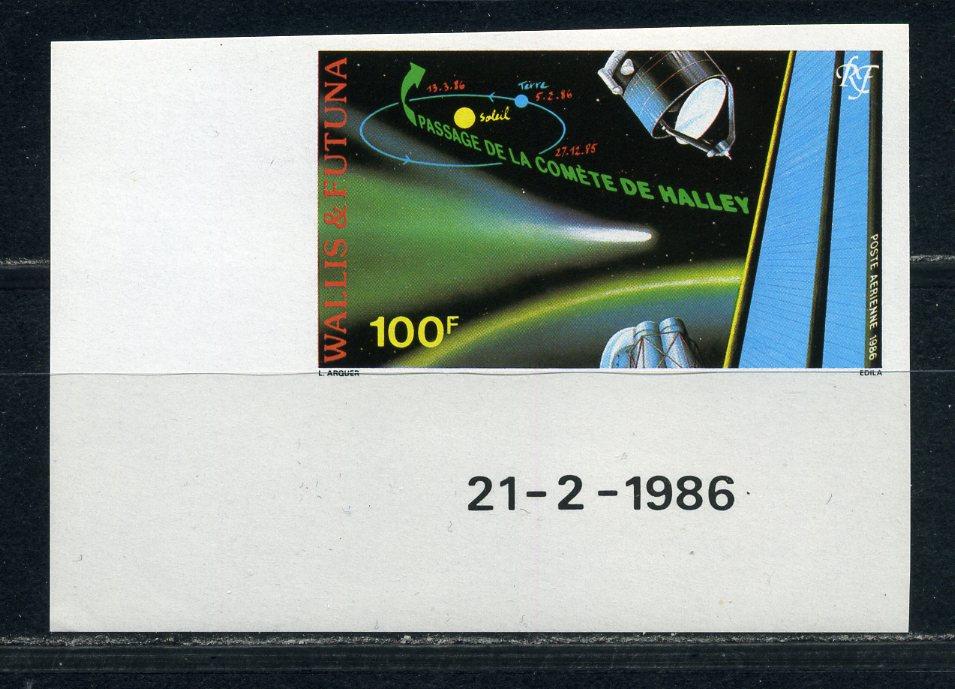 WALLIS & FUTUNA
13.3.86
Terre
5.2.86
soleil
27.12.85
PASSAGE DE LA COMÈTE DE HALLEY
RF
100F
POSTE AERIENNE 1986
L. ARQUER
EDILA
21-2-1986